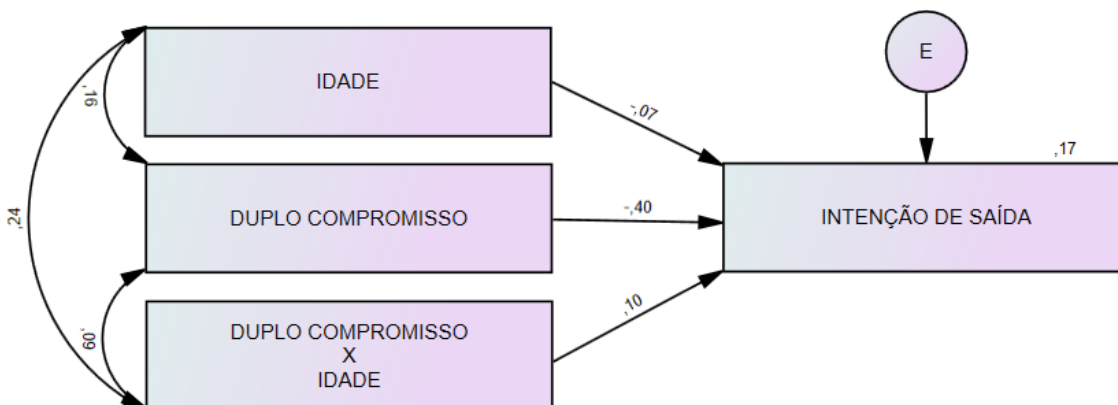 E
IDADE
,16
-,07
,17
,24
DUPLO COMPROMISSO
-,40
INTENÇÃO DE SAÍDA
,10
,09
DUPLO COMPROMISSO
X
IDADE